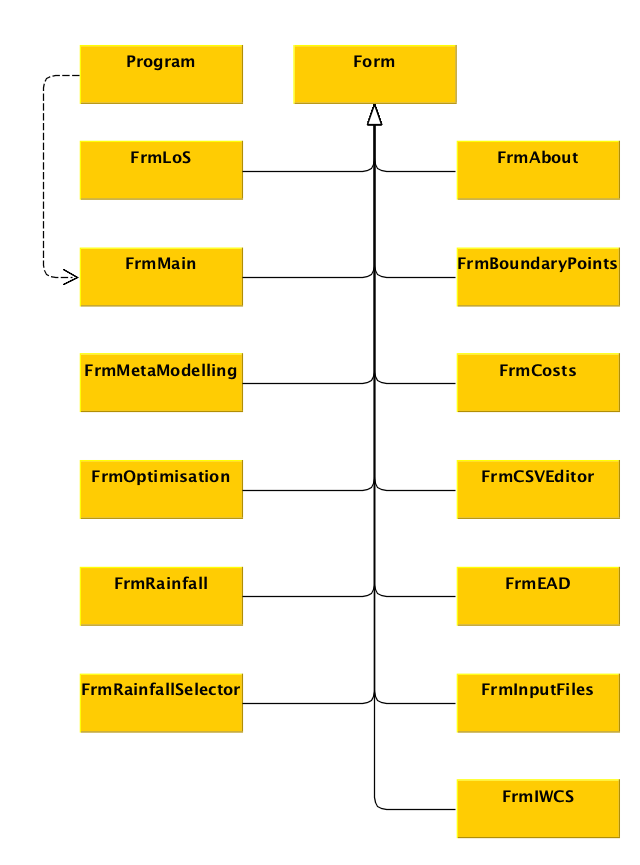 Program
Form
FrmLoS
FrmAbout
FrmMain
FrmBoundaryPoints
FrmMetaModelling
FrmCosts
FrmOptimisation
FrmCSVEditor
FrmRainfall
FrmEAD
FrmRainfallSelector
FrmInputFiles
FrmIWCS